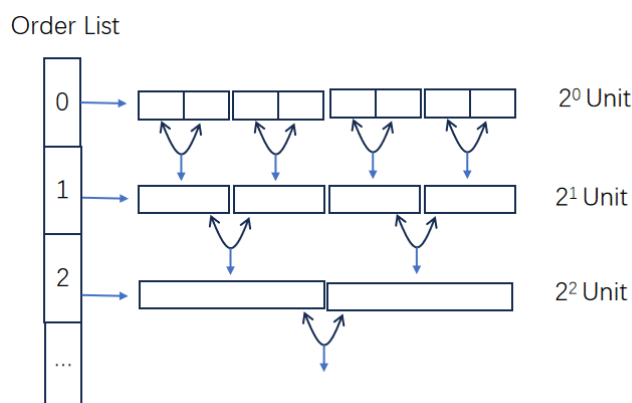 Order List
0
2⁰ Unit
1
2¹ Unit
2
2² Unit
...